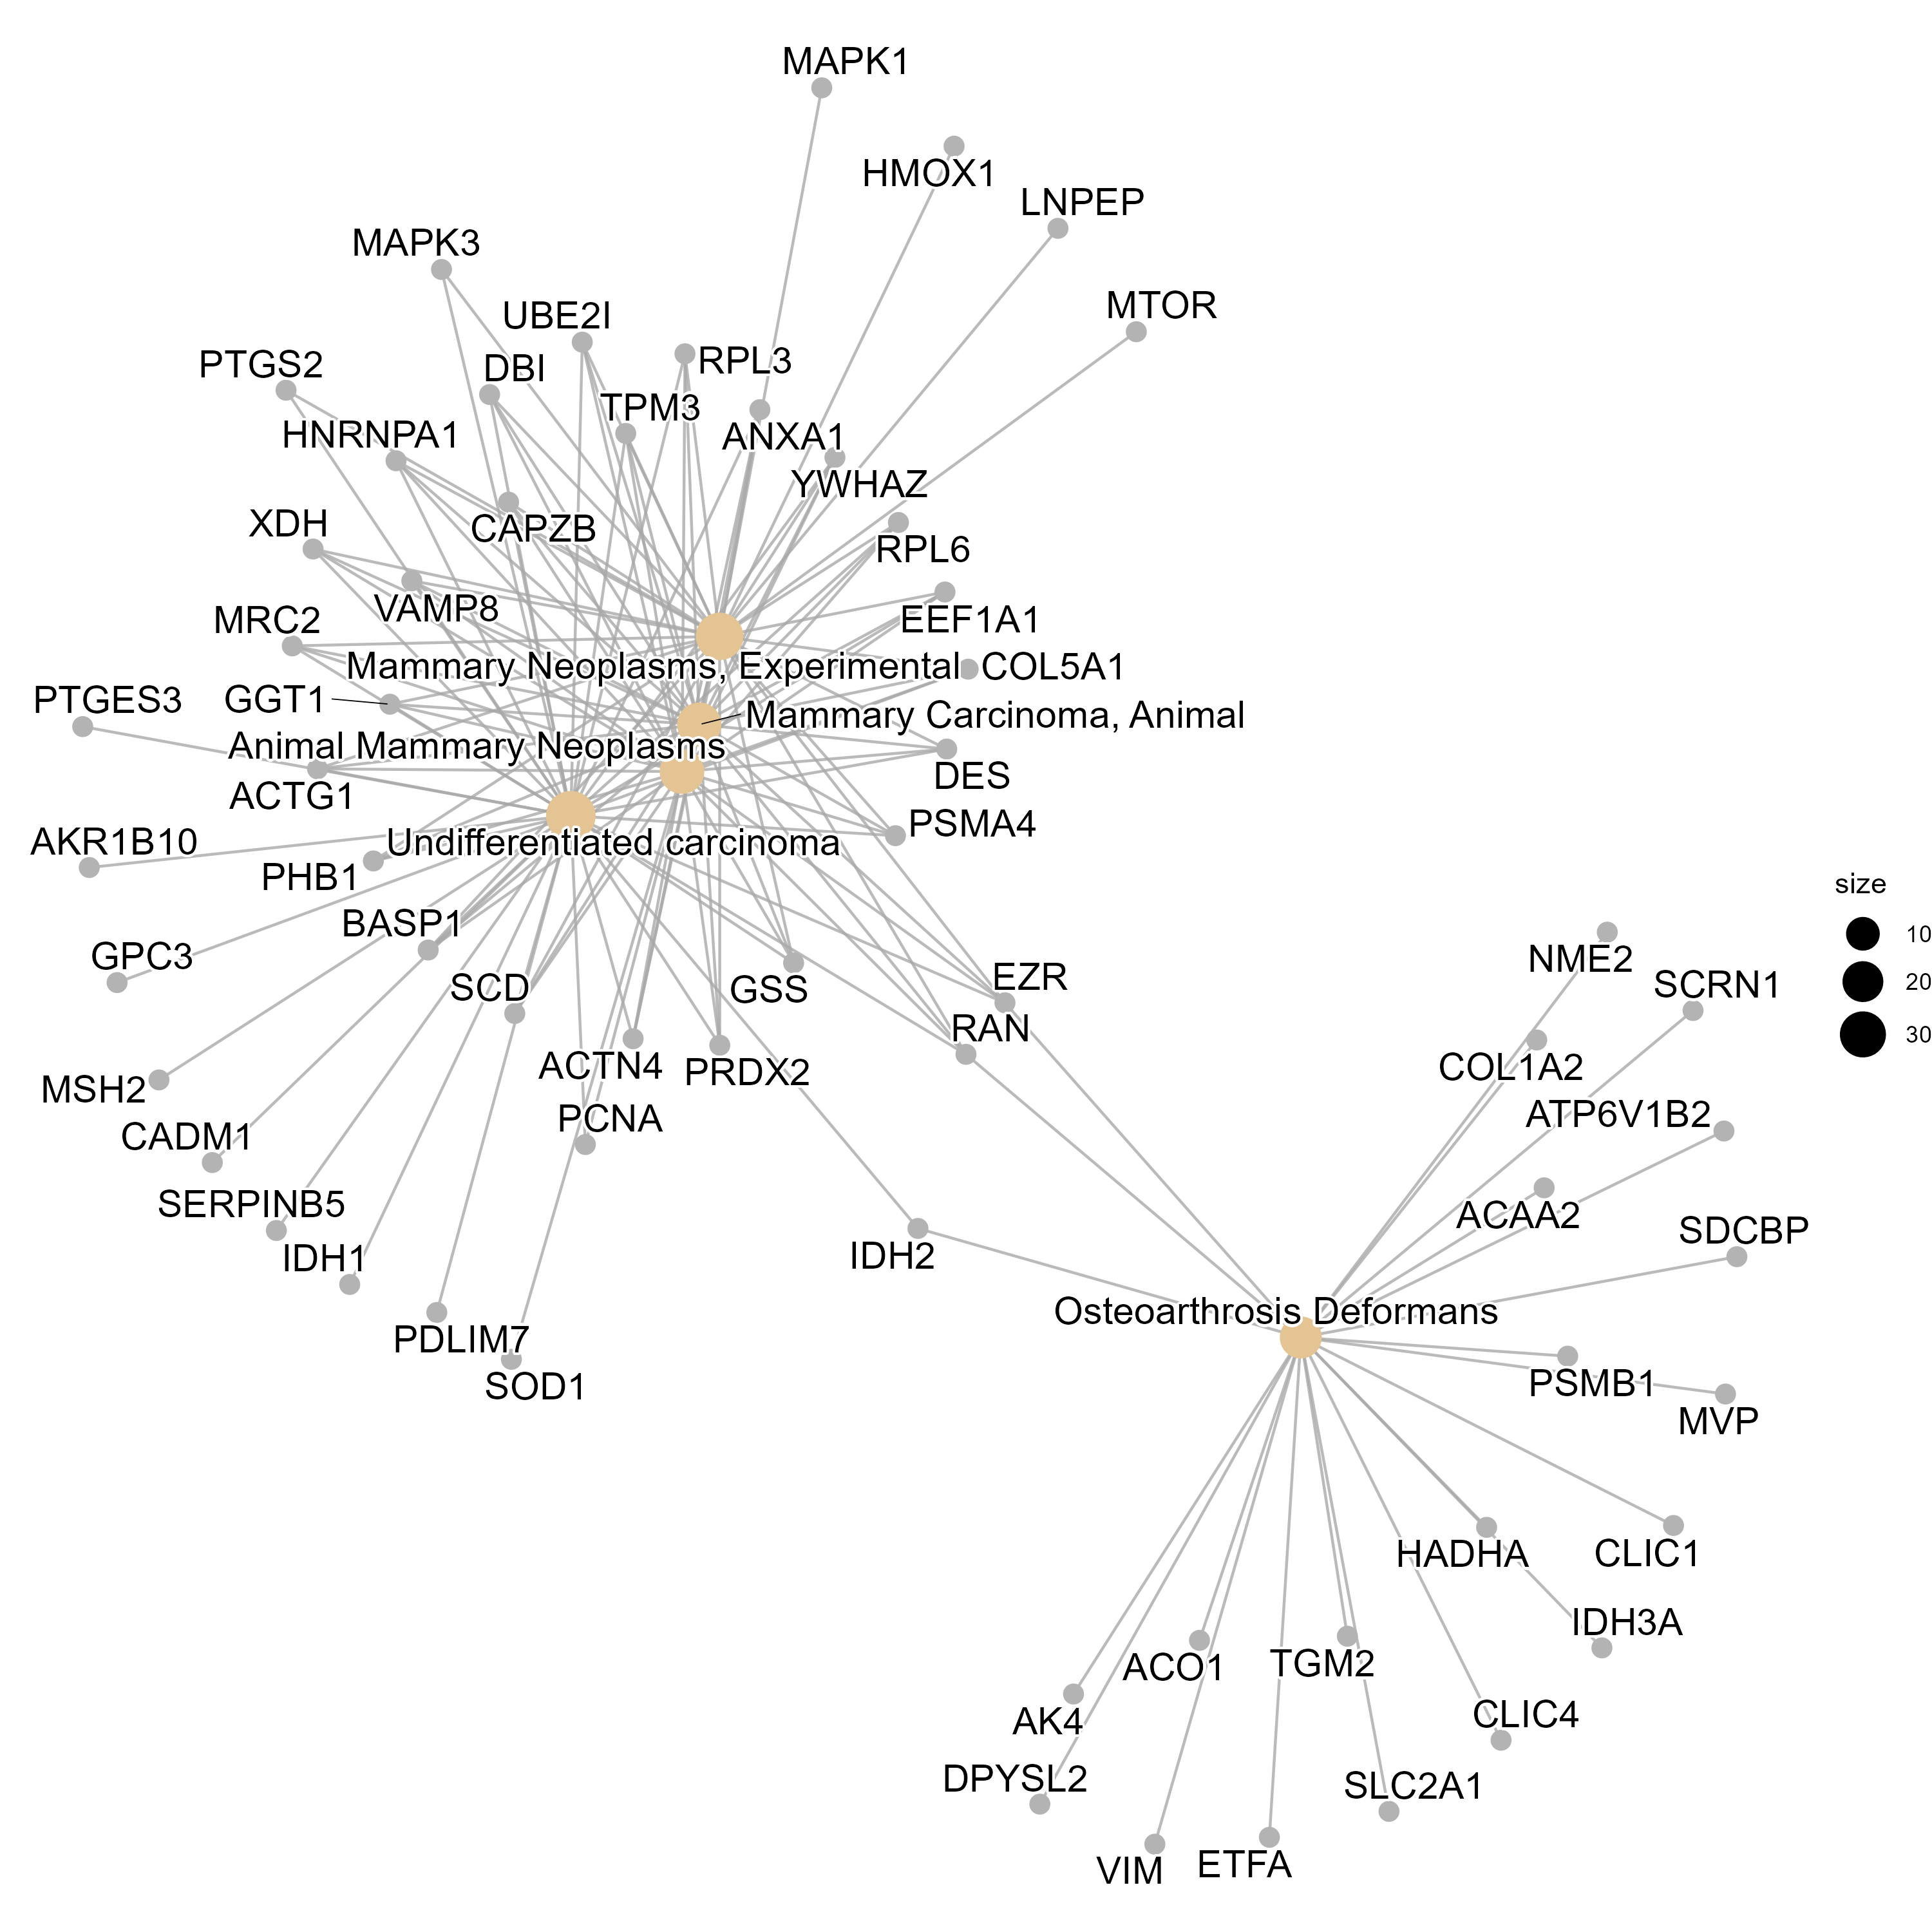 MAPK1
HMOX1
LNPEP
MAPK3
MTOR
UBE2I
RPL3
PTGS2
DBI
TPM3
HNRNPA1
ANXA1
YWHAZ
XDH
CAPZB
RPL6
VAMP8
MRC2
EEF1A1
Mammary Neoplasms, Experimental
COL5A1
PTGES3
GGT1
Mammary Carcinoma, Animal
Animal Mammary Neoplasms
DES
ACTG1
PSMA4
AKR1B10
Undifferentiated carcinoma
PHB1
size
BASP1
10
GPC3
NME2
EZR
SCD
GSS
SCRN1
20
RAN
30
ACTN4
PRDX2
COL1A2
MSH2
PCNA
ATP6V1B2
CADM1
SERPINB5
ACAA2
SDCBP
IDH1
IDH2
Osteoarthrosis Deformans
PDLIM7
SOD1
PSMB1
MVP
HADHA
CLIC1
IDH3A
ACO1
TGM2
AK4
CLIC4
DPYSL2
SLC2A1
VIM
ETFA